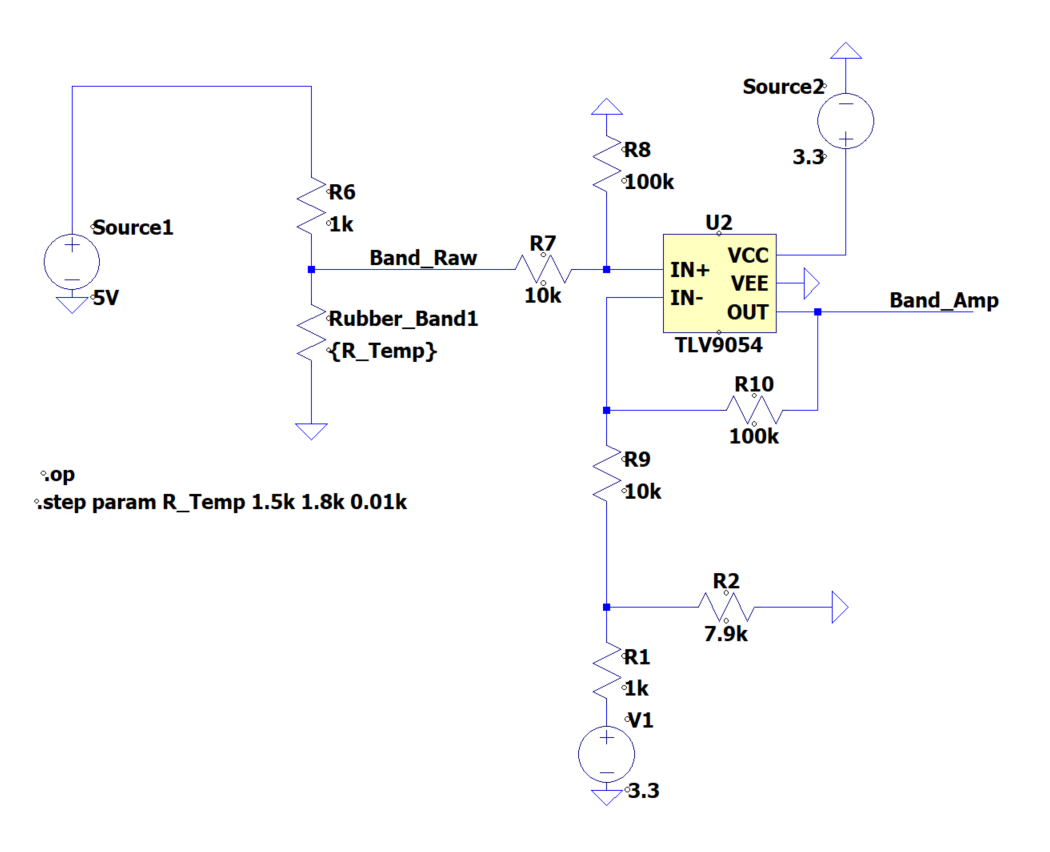 Source2
3.3
R8
100k
R6
1k
Source1
5V
Band_Raw
R7
10k
U2
VCC
IN+
VEE
IN-
OUT
TLV9054
Band_Amp
Rubber_Band1
{R_Temp}
R10
100k
R9
10k
.op
.step param R_Temp 1.5k 1.8k 0.01k
R2
7.9k
R1
1k
V1
3.3